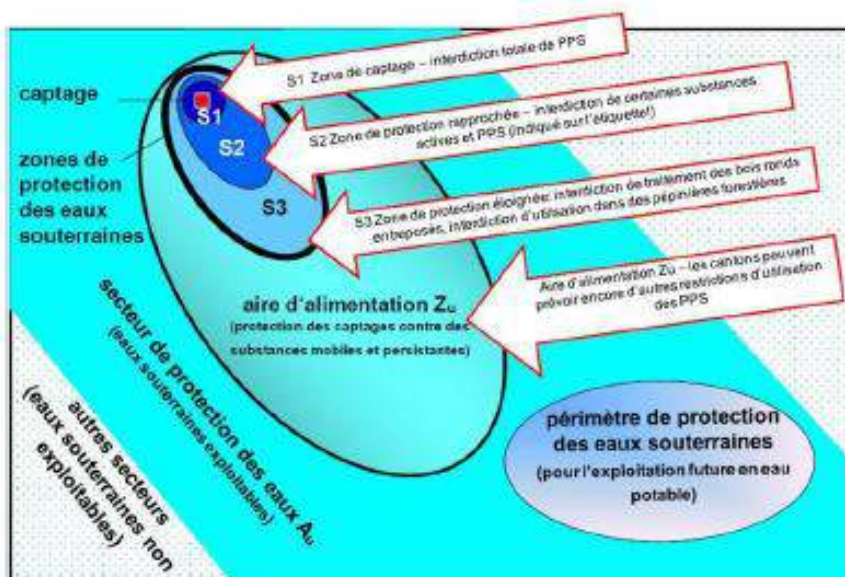 captage
zones de
protection
des eaux
souterraines
S1
S2
S3
S1 Zone de captage – interdiction totale de PPS
S2 Zone de protection rapprochée – interdiction de certaines substances
actives et PPS (indiqué sur l'étiquette!)
S3 Zone de protection éloignée: interdiction de traitement des bois ronds
entreposés, interdiction d'utilisation dans des pépinières forestières
Aire d'alimentation Zu – les cantons peuvent
prévoir encore d'autres restrictions d'utilisation
des PPS
aire d'alimentation Zu
(protection des captages contre des
substances mobiles et persistantes)
secteur de protection des eaux Au
(eaux souterraines exploitables)
autres secteurs
(eaux souterraines non
exploitables)
périmètre de protection
des eaux souterraines
(pour l'exploitation future en eau
potable)